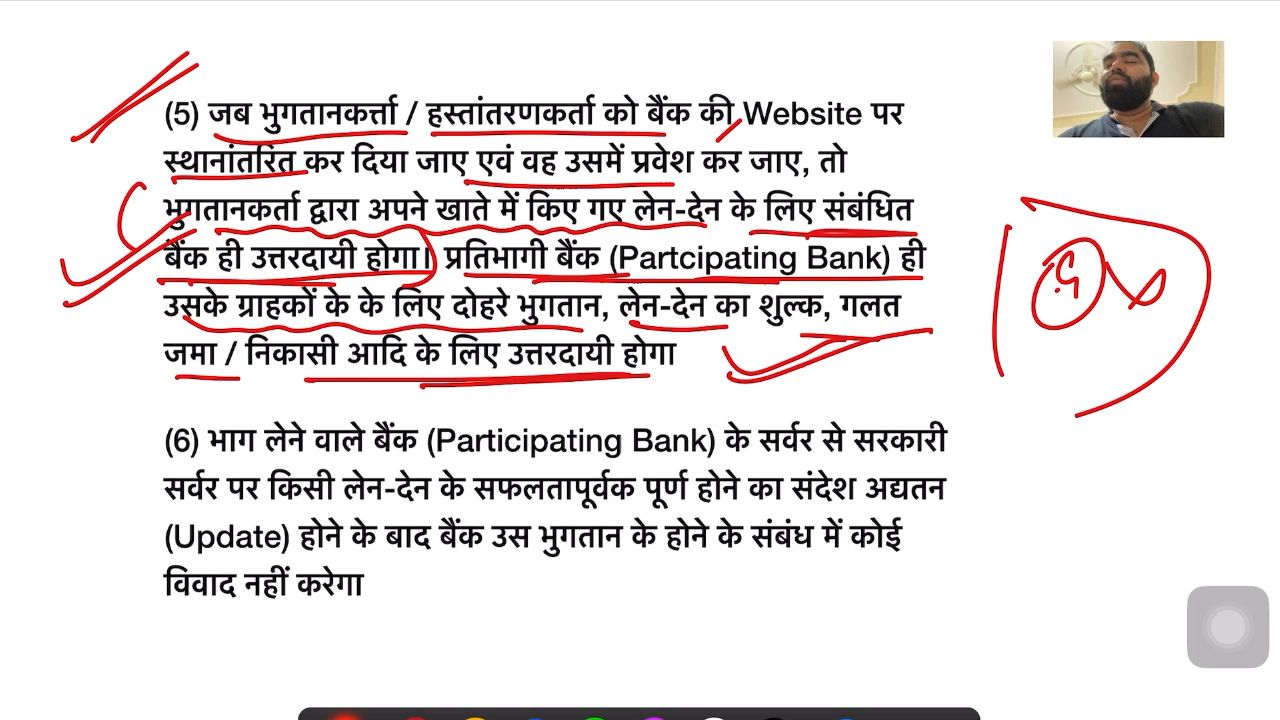 (5) जब भुगतानकर्त्ता / हस्तांतरणकर्ता को बैंक की Website पर
स्थानांतरित कर दिया जाए एवं वह उसमें प्रवेश कर जाए, तो
भुगतानकर्ता द्वारा अपने खाते में किए गए लेन-देन के लिए संबंधित
बैंक ही उत्तरदायी होगा। प्रतिभागी बैंक (Partcipating Bank) ही
उसके ग्राहकों के के लिए दोहरे भुगतान, लेन-देन का शुल्क, गलत
जमा / निकासी आदि के लिए उत्तरदायी होगा
(6) भाग लेने वाले बैंक (Participating Bank) के सर्वर से सरकारी
सर्वर पर किसी लेन-देन के सफलतापूर्वक पूर्ण होने का संदेश अद्यतन
(Update) होने के बाद बैंक उस भुगतान के होने के संबंध में कोई
विवाद नहीं करेगा